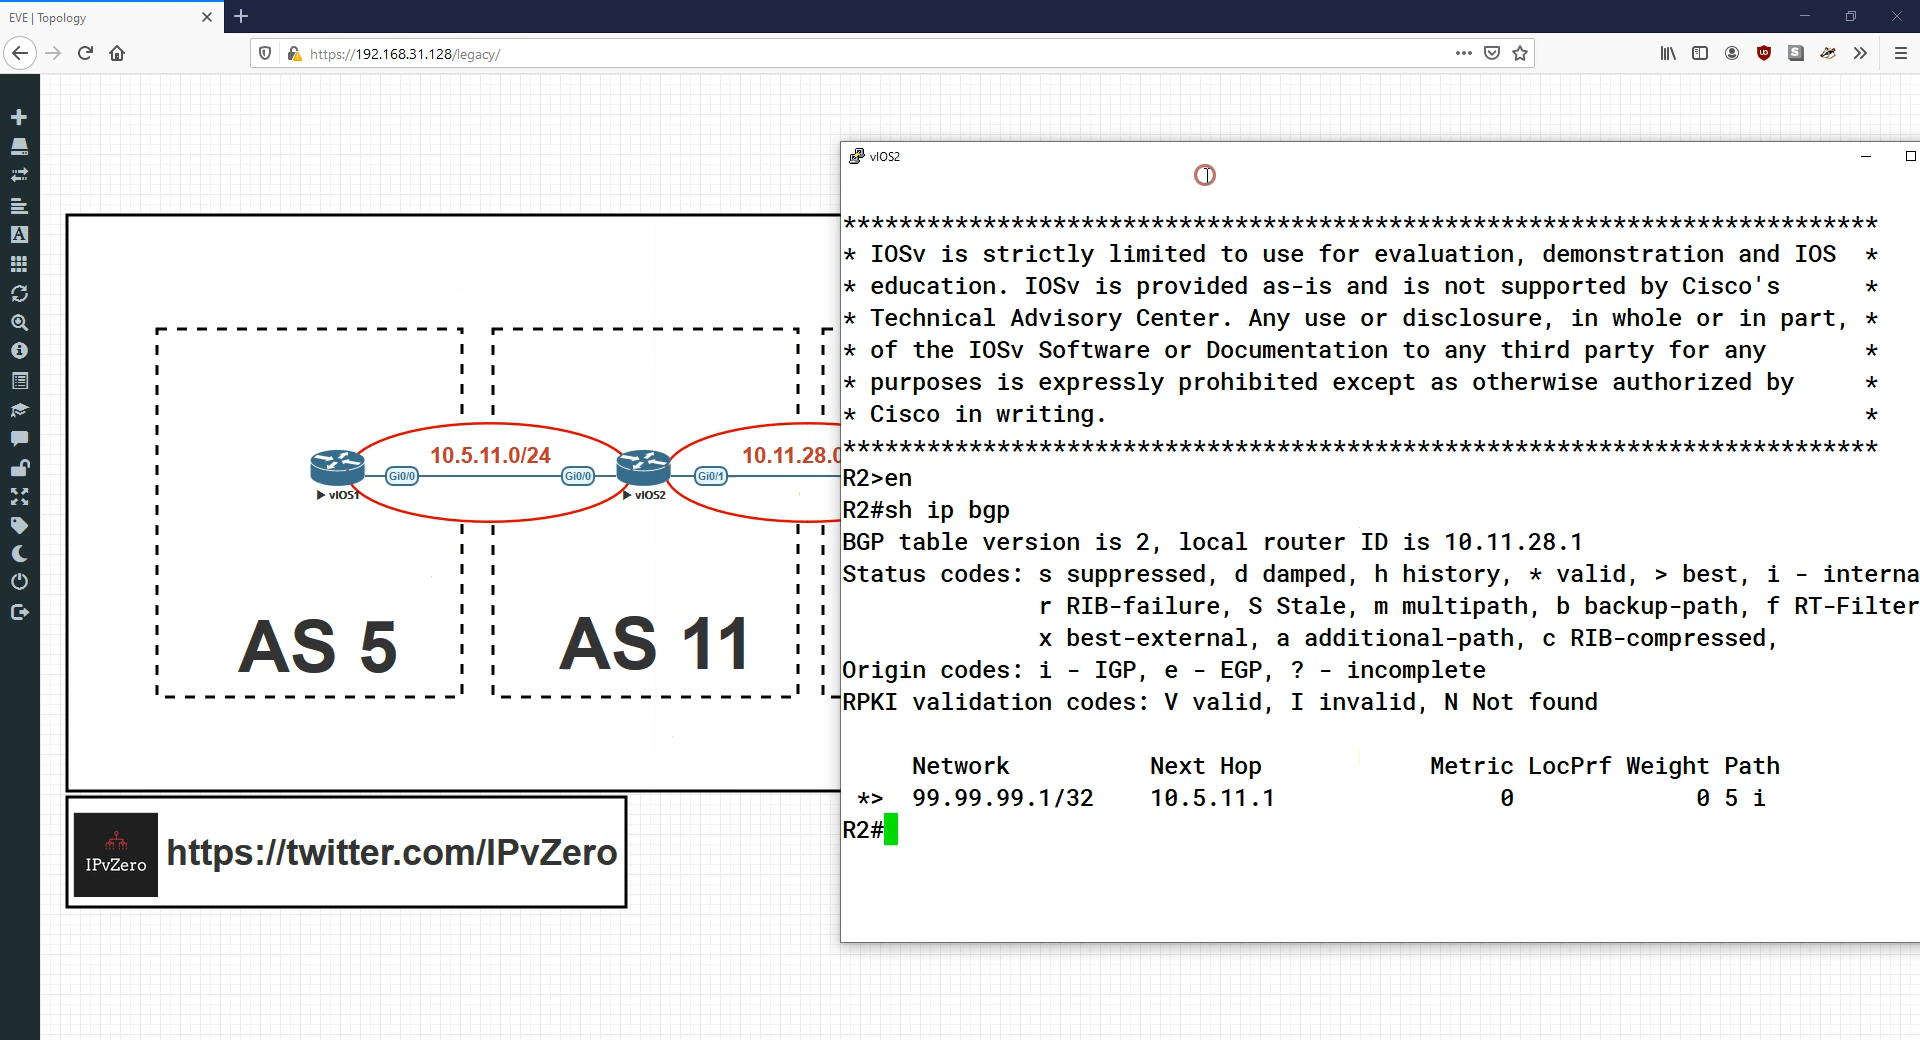 EVE | Topology
https://192.168.31.128/legacy/
vIOS2
*****************************************************************************
* IOSv is strictly limited to use for evaluation, demonstration and IOS *
* education. IOSv is provided as-is and is not supported by Cisco's *
* Technical Advisory Center. Any use or disclosure, in whole or in part, *
* of the IOSv Software or Documentation to any third party for any *
* purposes is expressly prohibited except as otherwise authorized by *
* Cisco in writing. *
*****************************************************************************
R2>en
R2#sh ip bgp
BGP table version is 2, local router ID is 10.11.28.1
Status codes: s suppressed, d damped, h history, * valid, > best, i - interna
r RIB-failure, S Stale, m multipath, b backup-path, f RT-Filter
x best-external, a additional-path, c RIB-compressed,
Origin codes: i - IGP, e - EGP, ? - incomplete
RPKI validation codes: V valid, I invalid, N Not found
Network Next Hop Metric LocPrf Weight Path
*> 99.99.99.1/32 10.5.11.1 0 0 5 i
R2#
10.5.11.0/24
10.11.28.0
Gi0/0
Gi0/0
Gi0/1
vIOS1
vIOS2
AS 5
AS 11
IPvZero
https://twitter.com/IPvZero